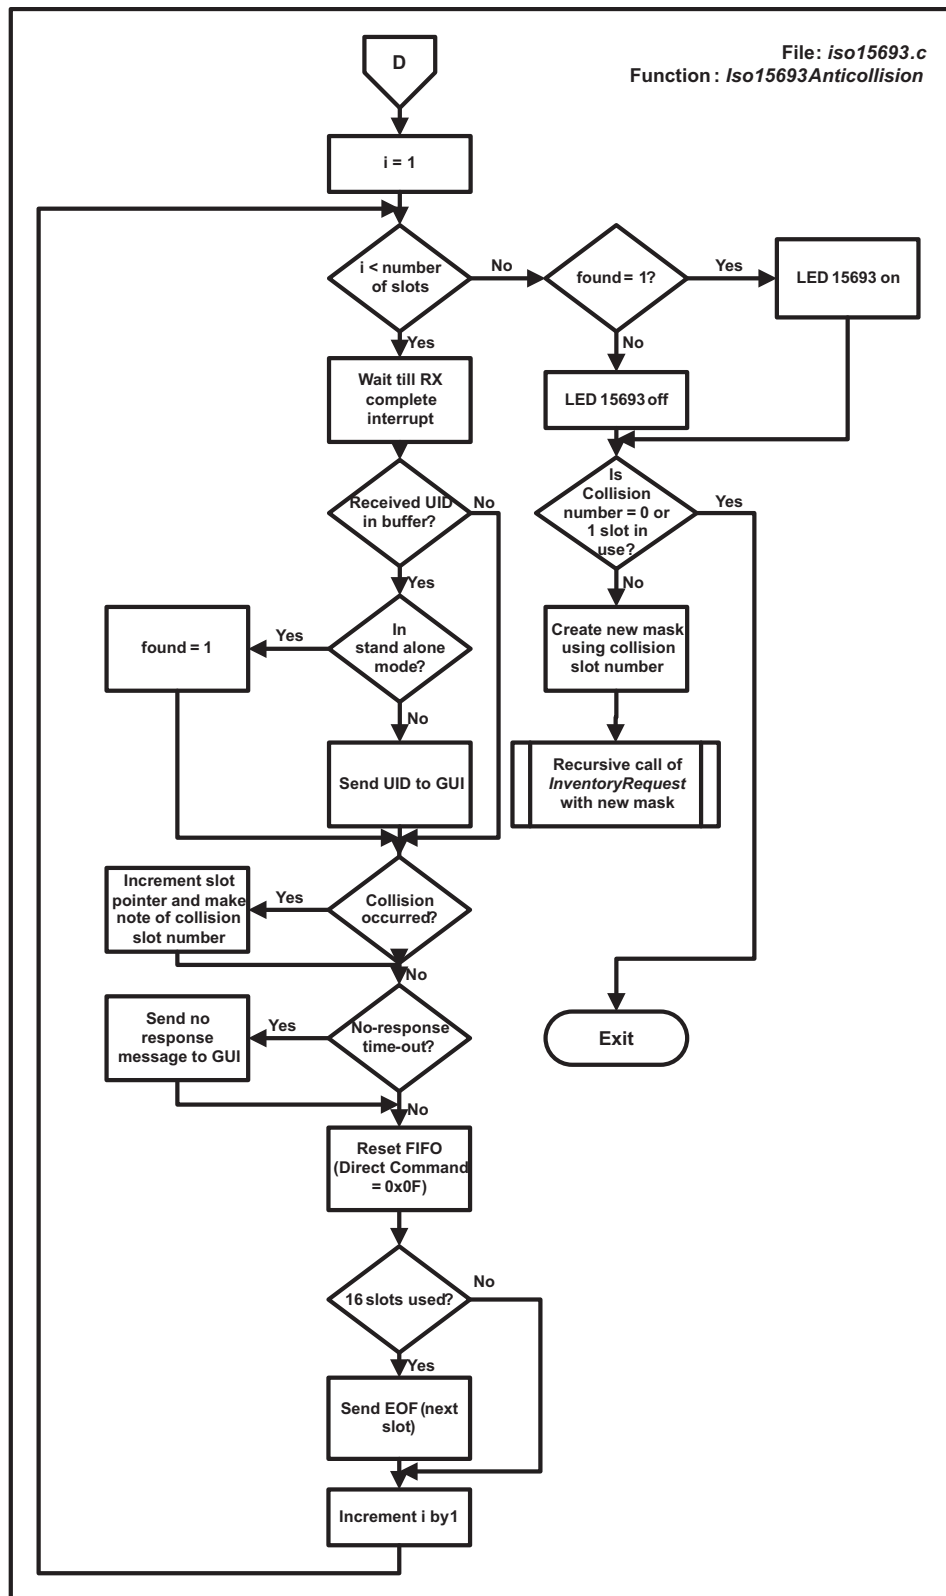 File: iso15693.c
Function: Iso15693Anticollision
D
i = 1
i < number
of slots
No
found = 1?
Yes
LED 15693 on
Yes
No
Wait till RX
complete
interrupt
LED 15693 off
Received UID
in buffer?
No
Is
Collision
number = 0 or
1 slot in
use?
Yes
Yes
No
found = 1
Yes
In
stand alone
mode?
Create new mask
using collision
slot number
No
Send UID to GUI
Recursive call of
InventoryRequest
with new mask
Increment slot
pointer and make
note of collision
slot number
Yes
Collision
occurred?
No
Send no
response
message to GUI
Yes
No-response
time-out?
Exit
No
Reset FIFO
(Direct Command
= 0x0F)
16 slots used?
No
Yes
Send EOF (next
slot)
Increment i by 1